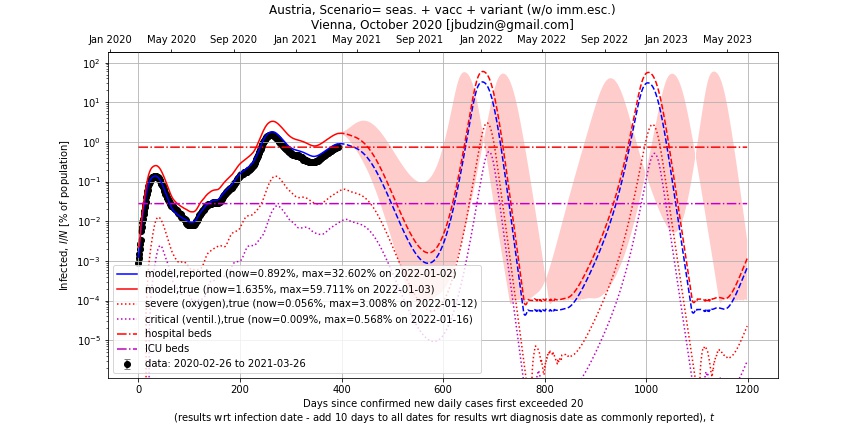 Austria, Scenario= seas. + vacc + variant (w/o imm.esc.)
Vienna, October 2020 [jbudzin@gmail.com]
Jan 2020 May 2020 Sep 2020 Jan 2021 May 2021 Sep 2021 Jan 2022 May 2022 Sep 2022 Jan 2023 May 2023
Infected, I/N [% of population]
10²
10¹
10⁰
10⁻¹
10⁻²
10⁻³
10⁻⁴
10⁻⁵
model,reported (now=0.892%, max=32.602% on 2022-01-02)
model,true (now=1.635%, max=59.711% on 2022-01-03)
severe (oxygen),true (now=0.056%, max=3.008% on 2022-01-12)
critical (ventil.),true (now=0.009%, max=0.568% on 2022-01-16)
hospital beds
ICU beds
data: 2020-02-26 to 2021-03-26
0 200 400 600 800 1000 1200
Days since confirmed new daily cases first exceeded 20
(results wrt infection date - add 10 days to all dates for results wrt diagnosis date as commonly reported), t